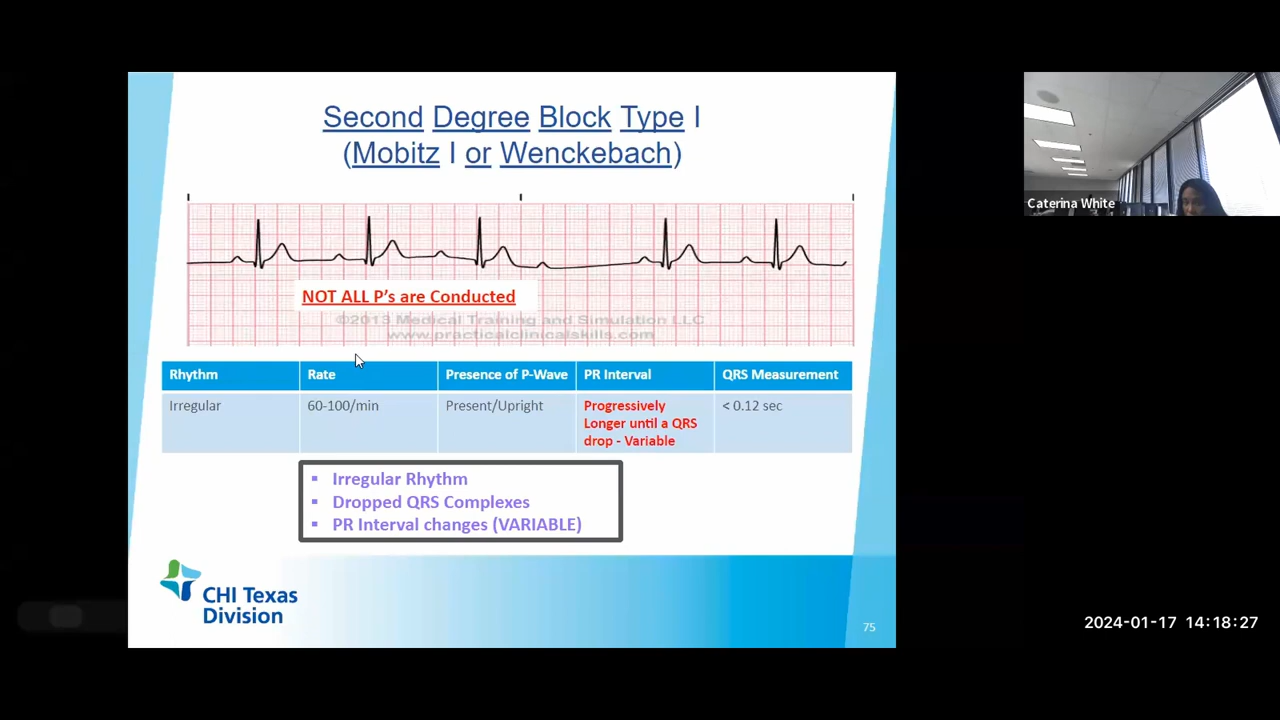 Second Degree Block Type I
(Mobitz I or Wenckebach)
Caterina White
NOT ALL P's are Conducted
©2013 Medical Training and Simulation LLC
www.practicalclinicalskills.com
Rhythm Rate Presence of P-Wave PR Interval QRS Measurement
Irregular 60-100/min Present/Upright Progressively < 0.12 sec
Longer until a QRS
drop - Variable
▪ Irregular Rhythm
▪ Dropped QRS Complexes
▪ PR Interval changes (VARIABLE)
CHI Texas
Division
75
2024-01-17 14:18:27